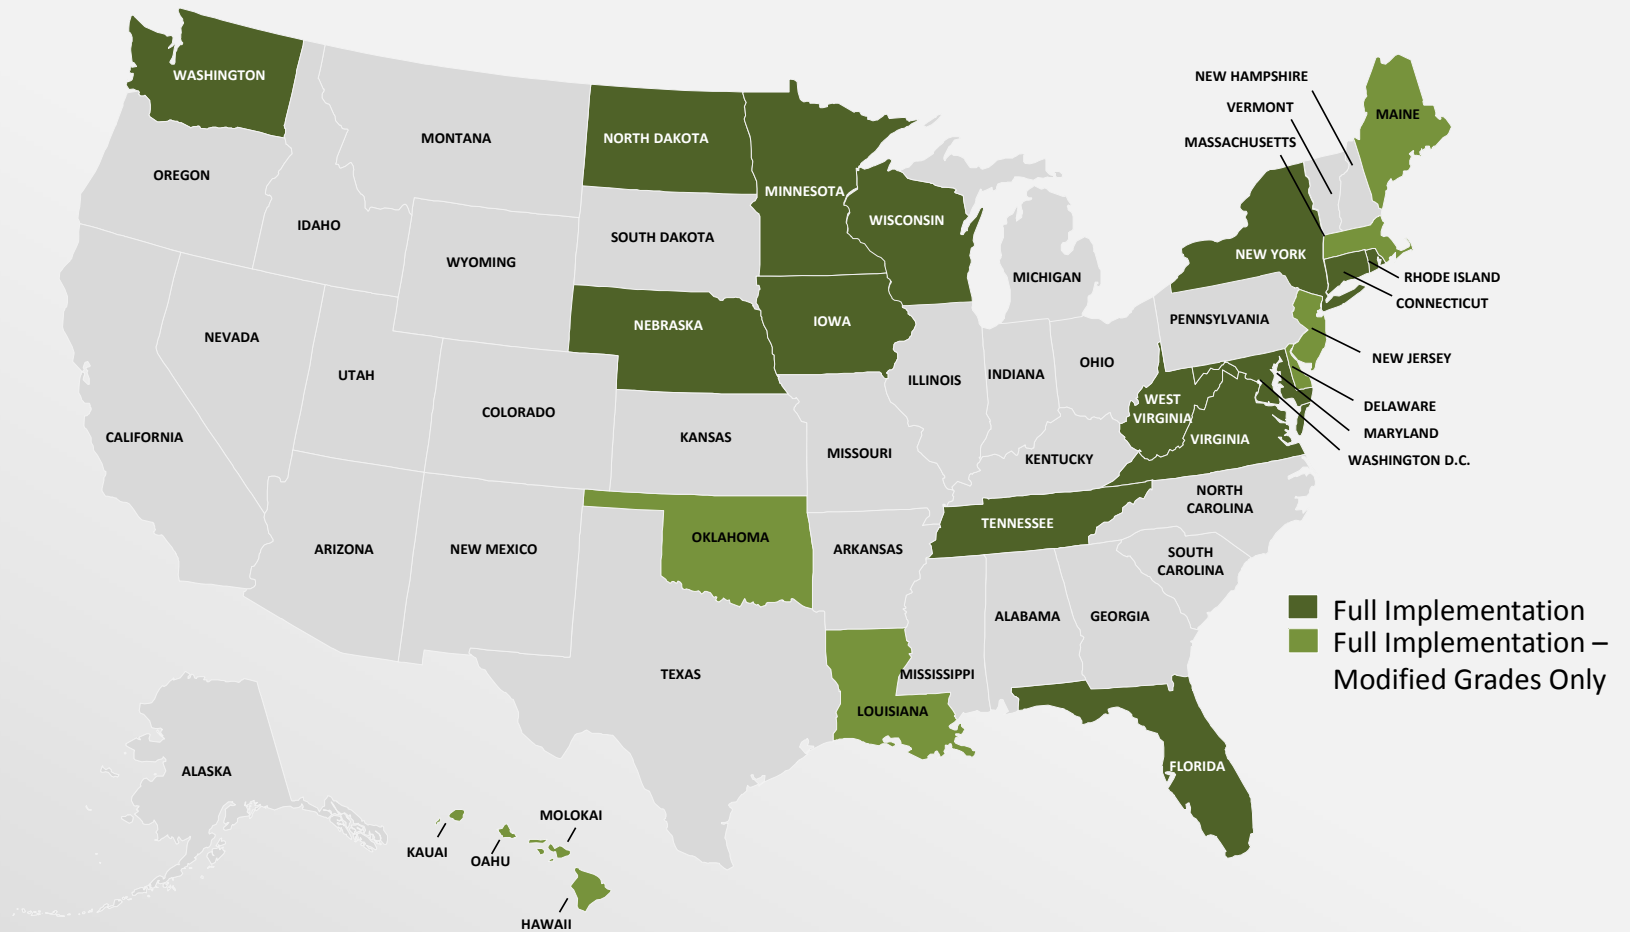 NEW HAMPSHIRE
VERMONT
MASSACHUSETTS
MAINE
WASHINGTON
MONTANA
NORTH DAKOTA
MINNESOTA
OREGON
IDAHO
WYOMING
SOUTH DAKOTA
WISCONSIN
MICHIGAN
NEW YORK
RHODE ISLAND
CONNECTICUT
NEVADA
UTAH
COLORADO
NEBRASKA
IOWA
ILLINOIS
INDIANA
OHIO
PENNSYLVANIA
NEW JERSEY
DELAWARE
MARYLAND
WASHINGTON D.C.
CALIFORNIA
KANSAS
MISSOURI
KENTUCKY
WEST
VIRGINIA
VIRGINIA
ARIZONA
NEW MEXICO
OKLAHOMA
ARKANSAS
TENNESSEE
NORTH
CAROLINA
SOUTH
CAROLINA
TEXAS
LOUISIANA
MISSISSIPPI
ALABAMA
GEORGIA
FLORIDA
Full Implementation
Full Implementation –
Modified Grades Only
ALASKA
KAUAI
OAHU
MOLOKAI
HAWAII